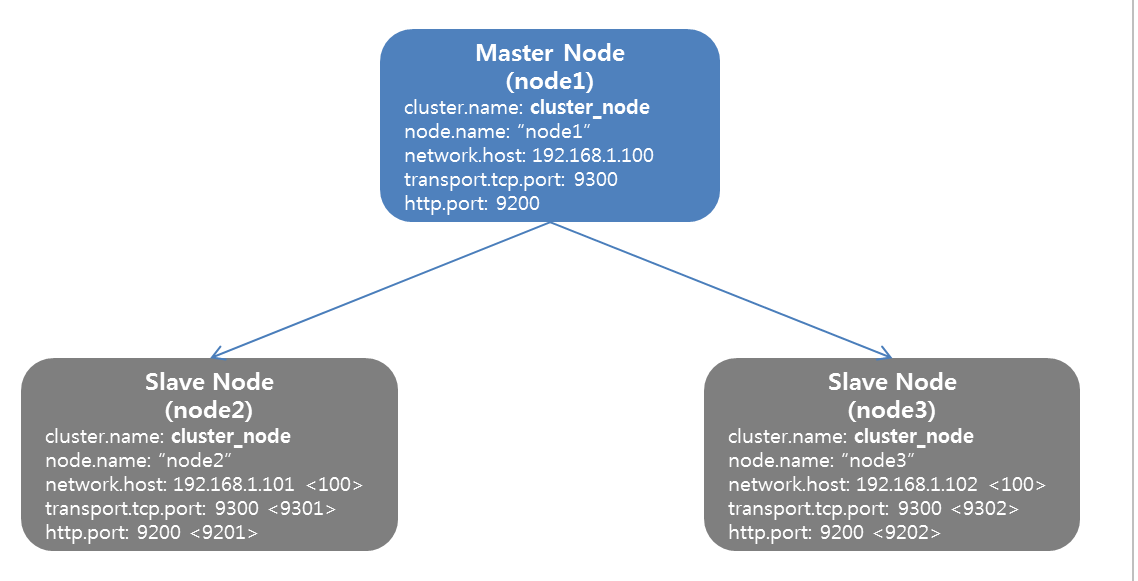 Master Node
(node1)
cluster.name: cluster_node
node.name: “node1”
network.host: 192.168.1.100
transport.tcp.port: 9300
http.port: 9200
Slave Node
(node2)
cluster.name: cluster_node
node.name: “node2”
network.host: 192.168.1.101 <100>
transport.tcp.port: 9300 <9301>
http.port: 9200 <9201>
Slave Node
(node3)
cluster.name: cluster_node
node.name: “node3”
network.host: 192.168.1.102 <100>
transport.tcp.port: 9300 <9302>
http.port: 9200 <9202>